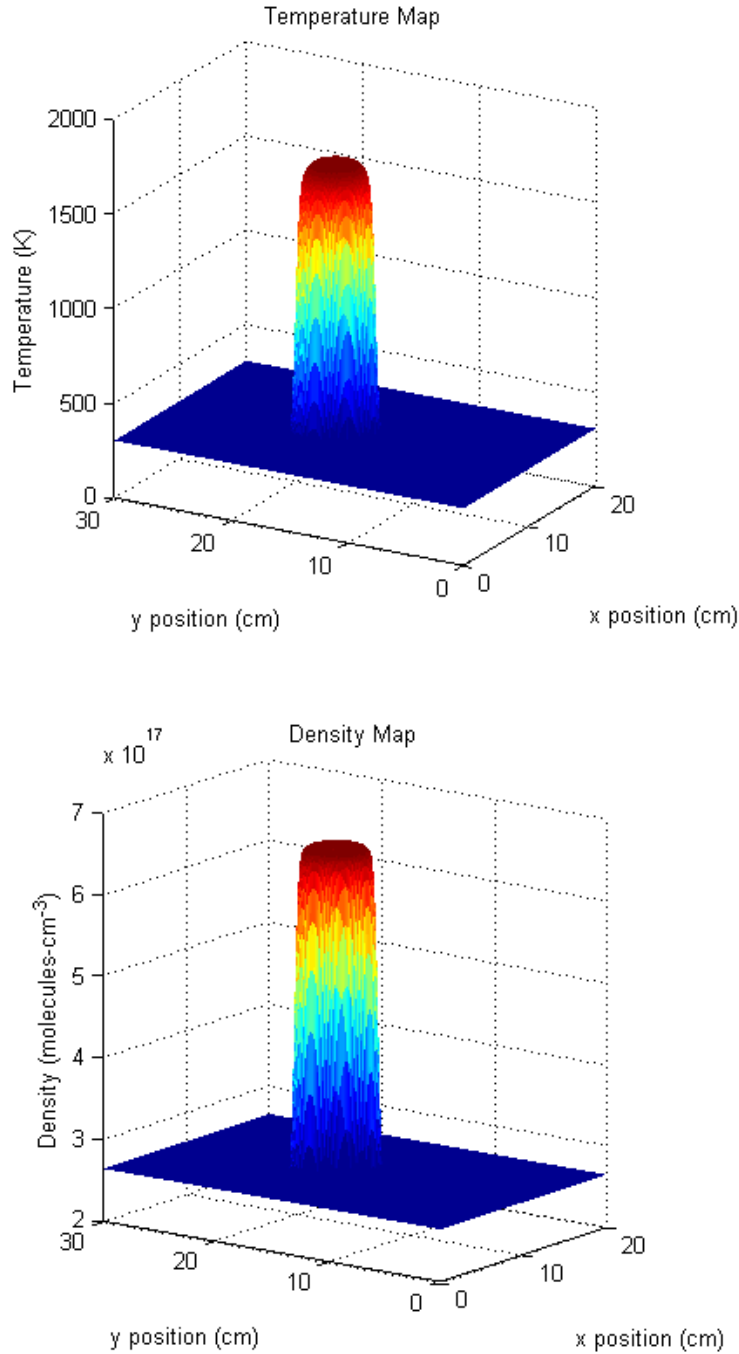 Temperature Map
2000
1500
1000
500
0
Temperature (K)
30
20
10
0
y position (cm)
0
10
20
x position (cm)
Density Map
x 10^17
7
6
5
4
3
2
Density (molecules-cm^-3)
30
20
10
0
y position (cm)
0
10
20
x position (cm)